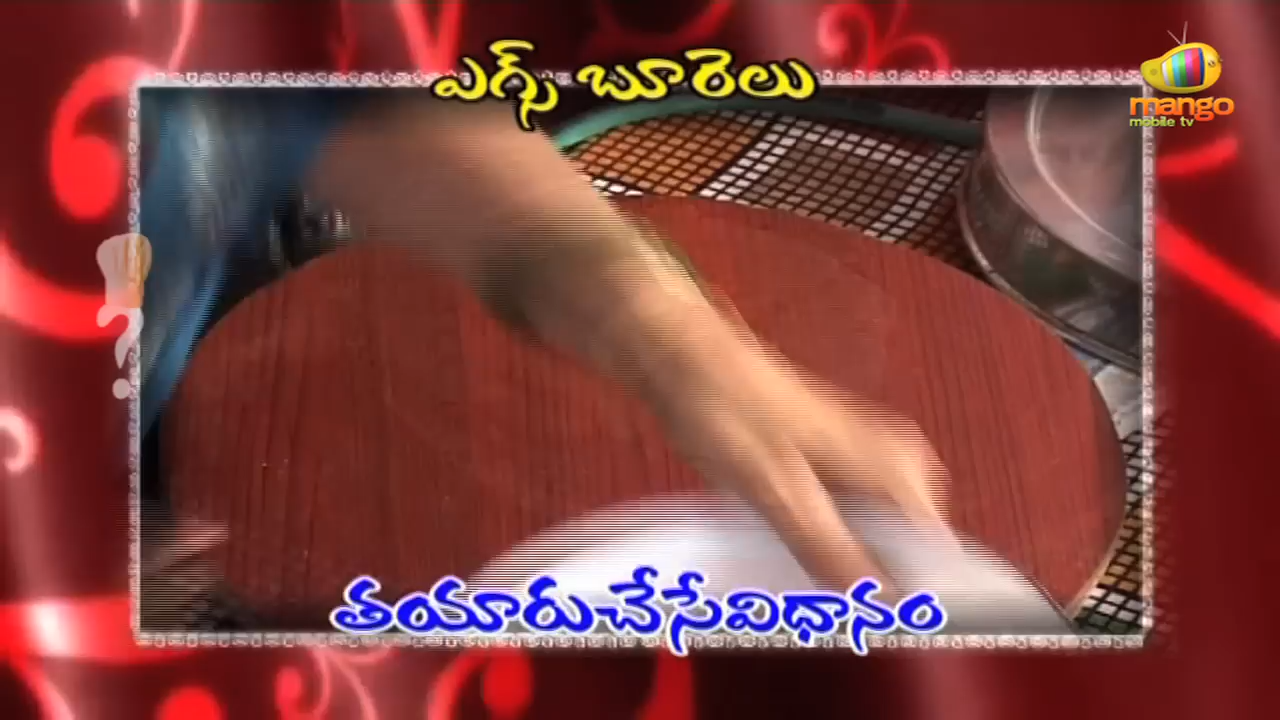 ఎగ్స్ బూరెలు
mango
mobile tv
!
?
తయారుచేసేవిధానం